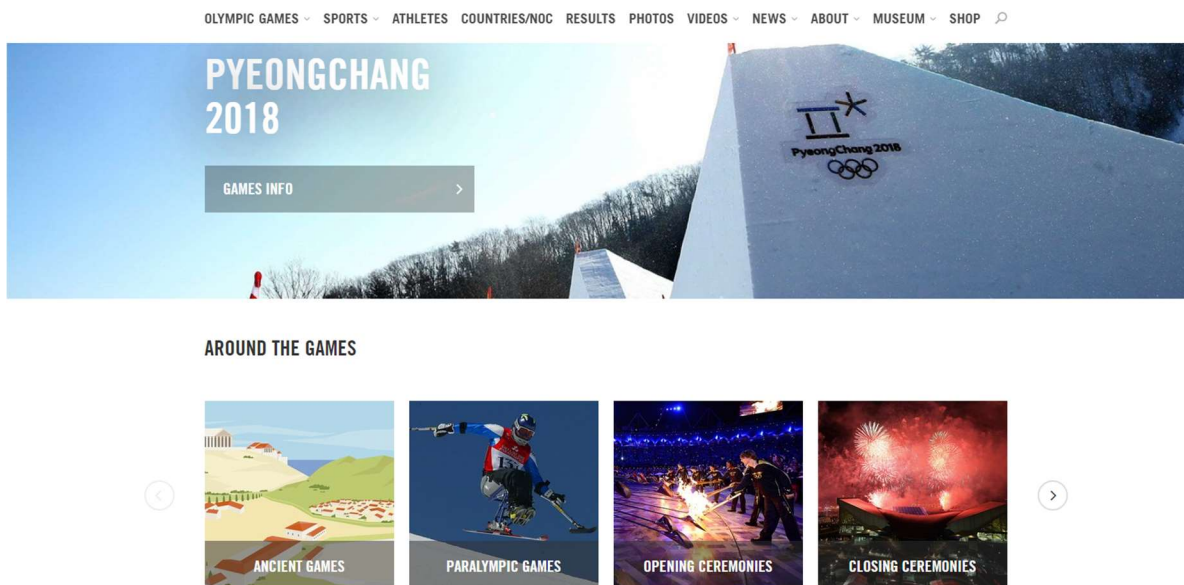 OLYMPIC GAMES SPORTS ATHLETES COUNTRIES/NOC RESULTS PHOTOS VIDEOS NEWS ABOUT MUSEUM SHOP
PYEONGCHANG
2018
GAMES INFO
PyeongChang 2018
AROUND THE GAMES
ANCIENT GAMES
PARALYMPIC GAMES
OPENING CEREMONIES
CLOSING CEREMONIES